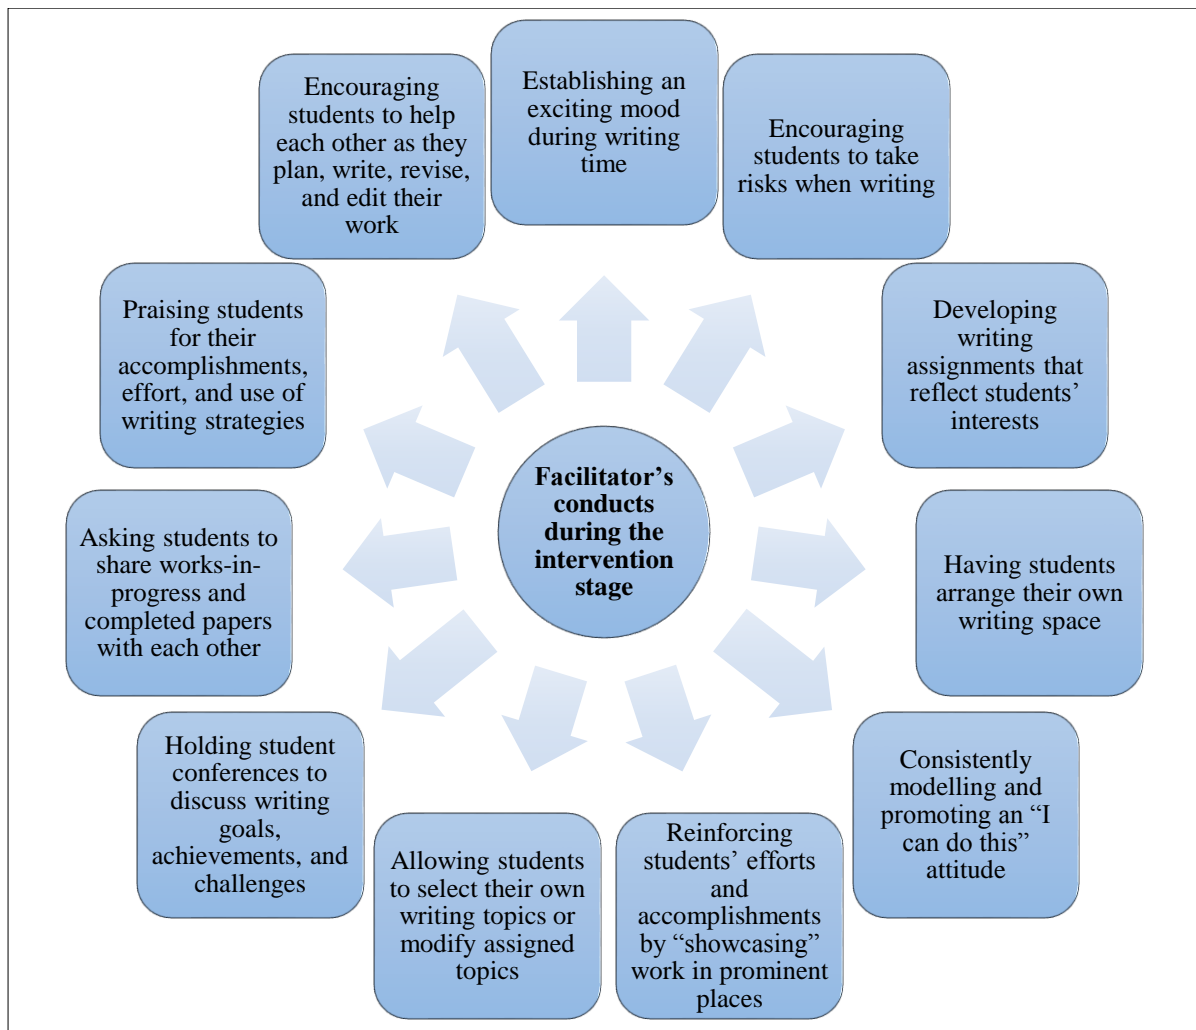 Encouraging
students to help
each other as they
plan, write, revise,
and edit their
work
Establishing an
exciting mood
during writing
time
Encouraging
students to take
risks when writing
Developing
writing
assignments that
reflect students’
interests
Having students
arrange their own
writing space
Consistently
modelling and
promoting an “I
can do this”
attitude
Reinforcing
students’ efforts
and
accomplishments
by “showcasing”
work in prominent
places
Allowing students
to select their own
writing topics or
modify assigned
topics
Holding student
conferences to
discuss writing
goals,
achievements, and
challenges
Asking students to
share works-in-
progress and
completed papers
with each other
Praising students
for their
accomplishments,
effort, and use of
writing strategies
Facilitator’s
conducts
during the
intervention
stage